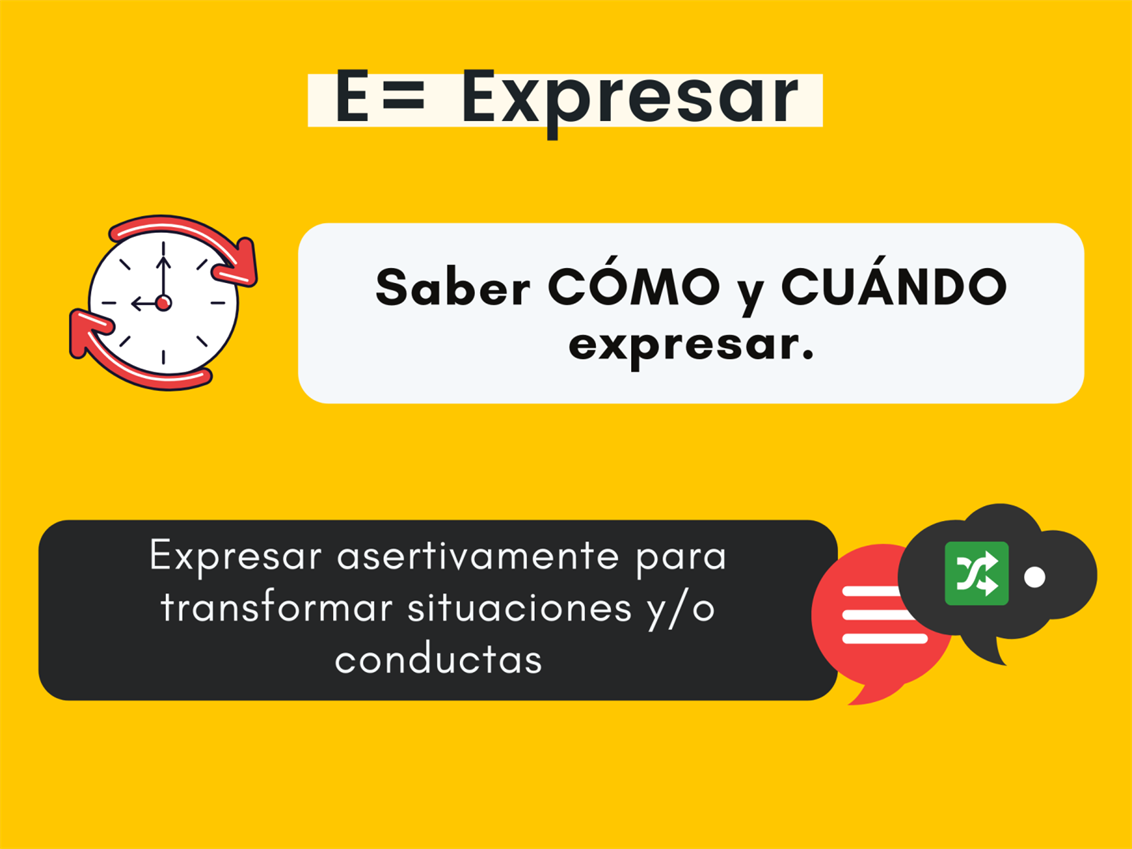 E= Expresar
Saber CÓMO y CUÁNDO
expresar.
Expresar asertivamente para
transformar situaciones y/o
conductas